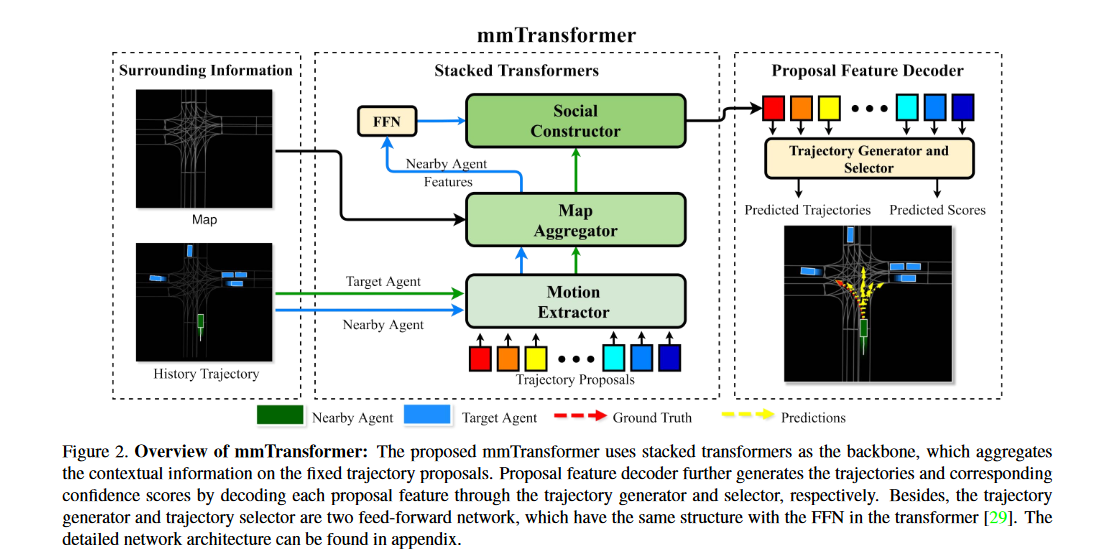 mmTransformer
Surrounding Information
Map
History Trajectory
Stacked Transformers
FFN
Social
Constructor
Nearby Agent
Features
Map
Aggregator
Target Agent
Nearby Agent
Motion
Extractor
Trajectory Proposals
Proposal Feature Decoder
Trajectory Generator and
Selector
Predicted Trajectories
Predicted Scores
Nearby Agent
Target Agent
Ground Truth
Predictions
Figure 2. Overview of mmTransformer: The proposed mmTransformer uses stacked transformers as the backbone, which aggregates
the contextual information on the fixed trajectory proposals. Proposal feature decoder further generates the trajectories and corresponding
confidence scores by decoding each proposal feature through the trajectory generator and selector, respectively. Besides, the trajectory
generator and trajectory selector are two feed-forward network, which have the same structure with the FFN in the transformer [29]. The
detailed network architecture can be found in appendix.